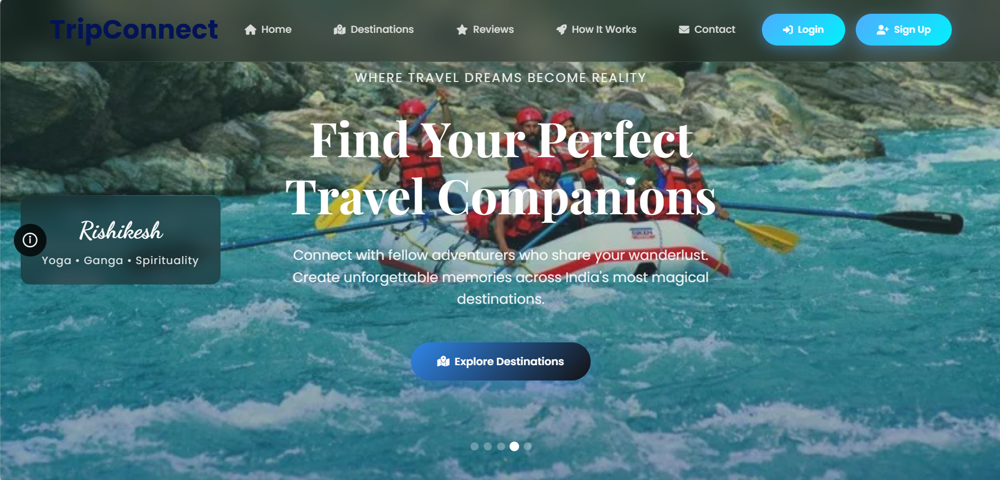 TripConnect
Home
Destinations
Reviews
How It Works
Contact
Login
Sign Up
WHERE TRAVEL DREAMS BECOME REALITY
Find Your Perfect
Travel Companions
Rishikesh
Yoga • Ganga • Spirituality
Connect with fellow adventurers who share your wanderlust.
Create unforgettable memories across India's most magical
destinations.
Explore Destinations